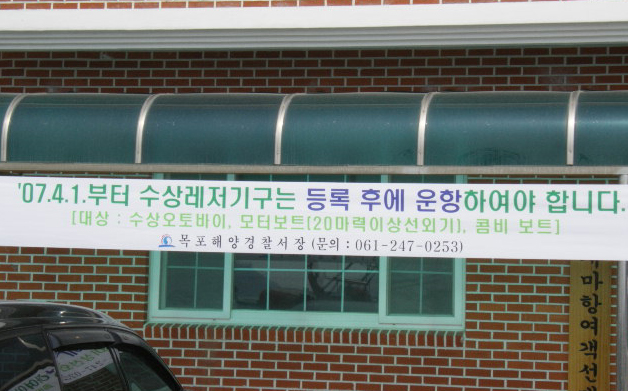 '07.4.1.부터 수상레저기구는 등록 후에 운항하여야 합니다.
[대상 : 수상오토바이, 모터보트(20마력이상선외기), 콤비 보트]
목포해양경찰서장 (문의 : 061-247-0253)
마항여객선